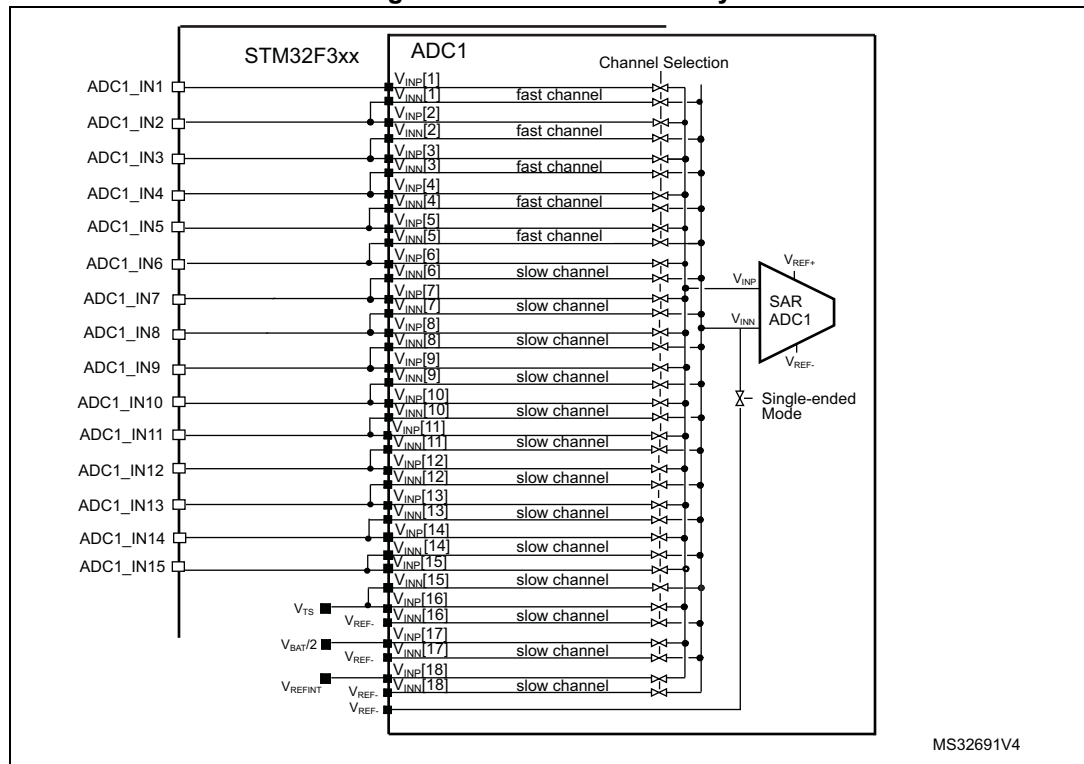 STM32F3xx
ADC1
Channel Selection
ADC1_IN1
VINP[1]
VINN[1]
fast channel
ADC1_IN2
VINP[2]
VINN[2]
fast channel
ADC1_IN3
VINP[3]
VINN[3]
fast channel
ADC1_IN4
VINP[4]
VINN[4]
fast channel
ADC1_IN5
VINP[5]
VINN[5]
fast channel
ADC1_IN6
VINP[6]
VINN[6]
slow channel
ADC1_IN7
VINP[7]
VINN[7]
slow channel
ADC1_IN8
VINP[8]
VINN[8]
slow channel
ADC1_IN9
VINP[9]
VINN[9]
slow channel
ADC1_IN10
VINP[10]
VINN[10]
slow channel
ADC1_IN11
VINP[11]
VINN[11]
slow channel
ADC1_IN12
VINP[12]
VINN[12]
slow channel
ADC1_IN13
VINP[13]
VINN[13]
slow channel
ADC1_IN14
VINP[14]
VINN[14]
slow channel
ADC1_IN15
VINP[15]
VINN[15]
slow channel
VTS
VINP[16]
VREF-
VINN[16]
slow channel
VBAT/2
VINP[17]
VREF-
VINN[17]
slow channel
VREFINT
VINP[18]
VREF-
VINN[18]
slow channel
VREF-
VREF+
VINP
SAR
ADC1
VINN
VREF-
Single-ended
Mode
MS32691V4